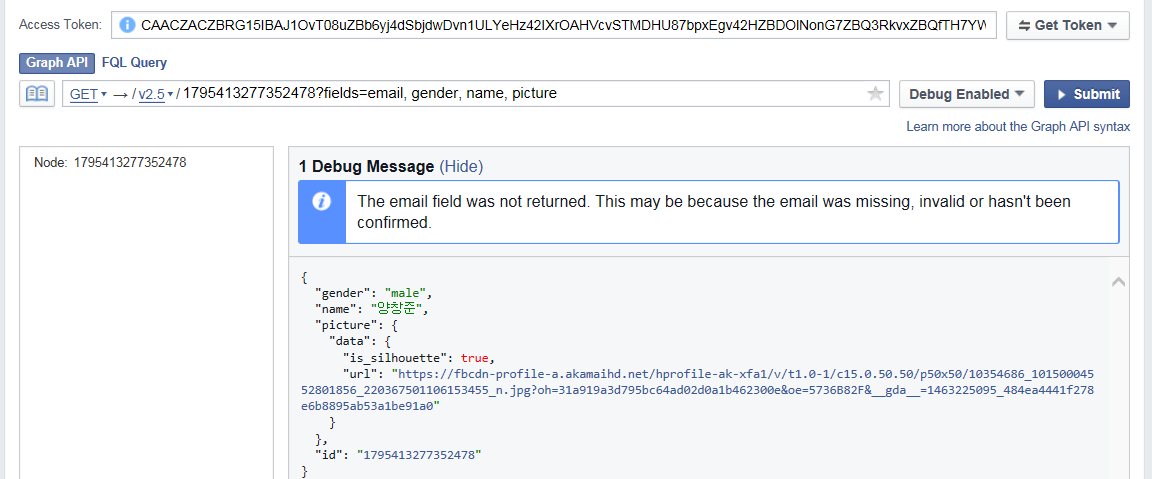 Access Token: CAACZACZBRG15IBAJ1OvT08uZBb6yj4dSbjdwDvn1ULYeHz42IXrOAHVcvSTMDHU87bpxEgv42HZBDOlNonG7ZBQ3RkvxZBQfTH7YW Get Token
Graph API FQL Query
GET → / v2.5 / 1795413277352478?fields=email, gender, name, picture Debug Enabled Submit
Learn more about the Graph API syntax
Node: 1795413277352478
1 Debug Message (Hide)
The email field was not returned. This may be because the email was missing, invalid or hasn't been
confirmed.
{
"gender": "male",
"name": "양창준",
"picture": {
"data": {
"is_silhouette": true,
"url": "https://fbcdn-profile-a.akamaihd.net/hprofile-ak-xfa1/v/t1.0-1/c15.0.50.50/p50x50/10354686_101500045
52801856_220367501106153455_n.jpg?oh=31a919a3d795bc64ad02d0a1b462300e&oe=5736B82F&__gda__=1463225095_484ea4441f278
e6b8895ab53a1be91a0"
}
},
"id": "1795413277352478"
}